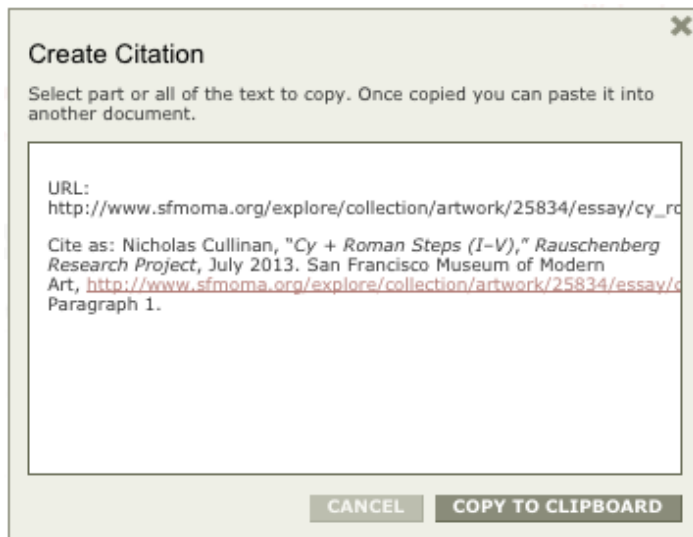 Create Citation
Select part or all of the text to copy. Once copied you can paste it into
another document.
URL:
http://www.sfmoma.org/explore/collection/artwork/25834/essay/cy_ro
Cite as: Nicholas Cullinan, “Cy + Roman Steps (I–V),” Rauschenberg
Research Project, July 2013. San Francisco Museum of Modern
Art, http://www.sfmoma.org/explore/collection/artwork/25834/essay/c
Paragraph 1.
CANCEL COPY TO CLIPBOARD